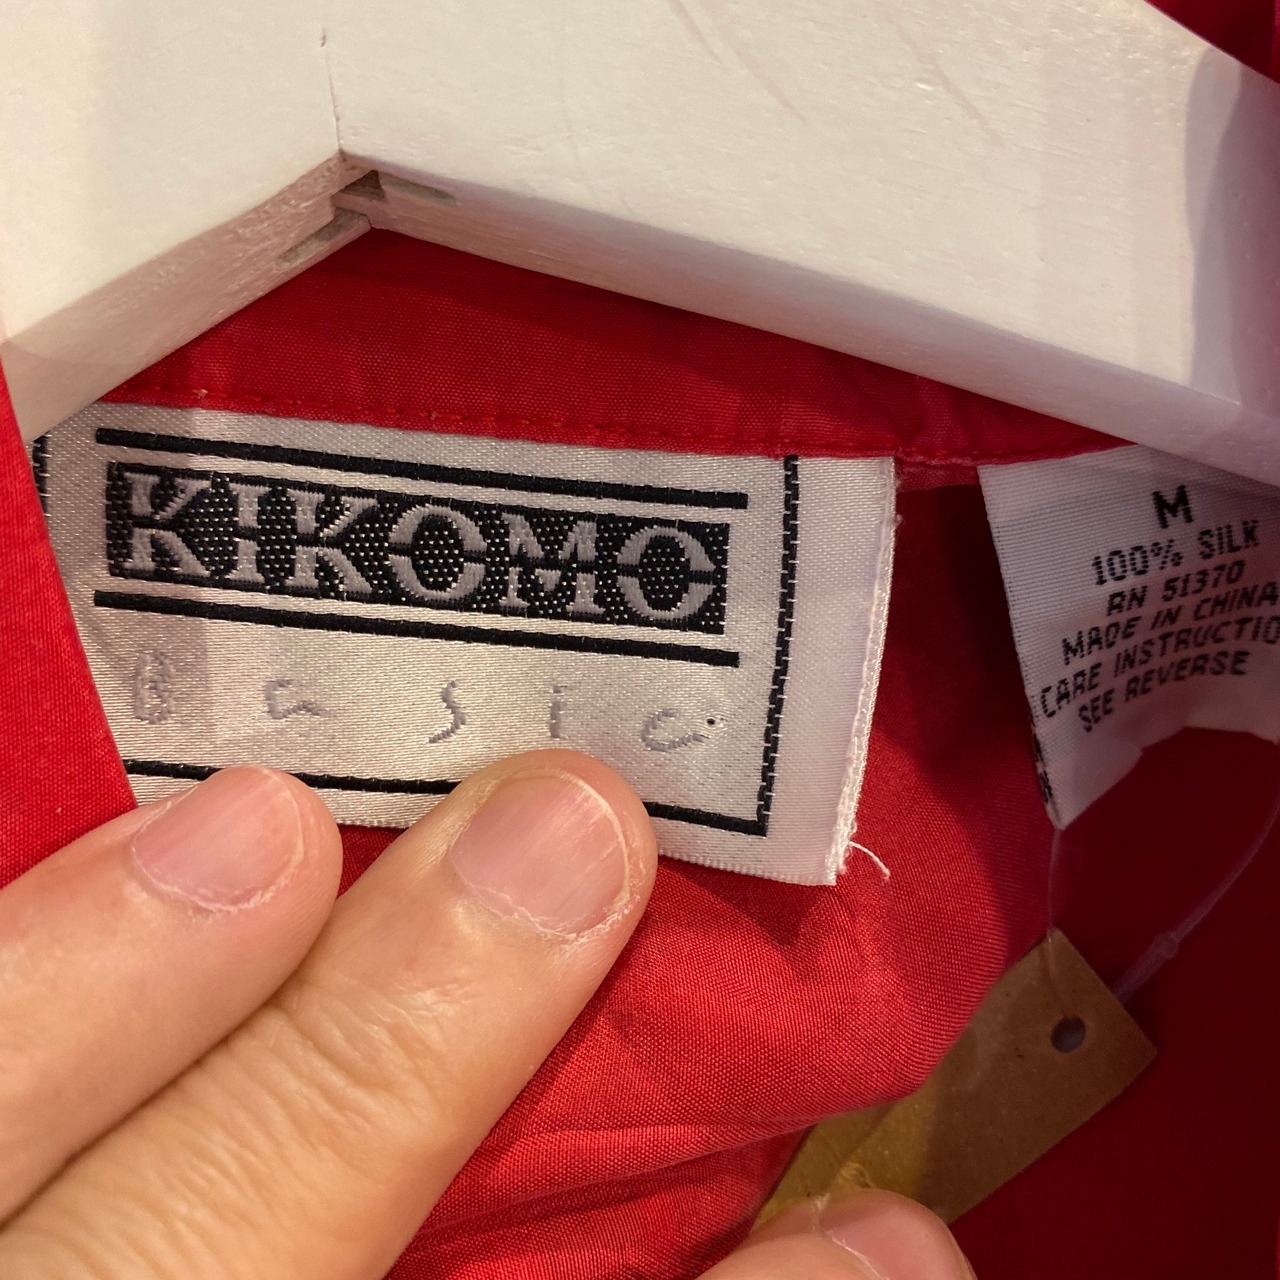 KIKOMO
Basic
M
100% SILK
RN 51370
MADE IN CHINA
CARE INSTRUCTIO
SEE REVERSE